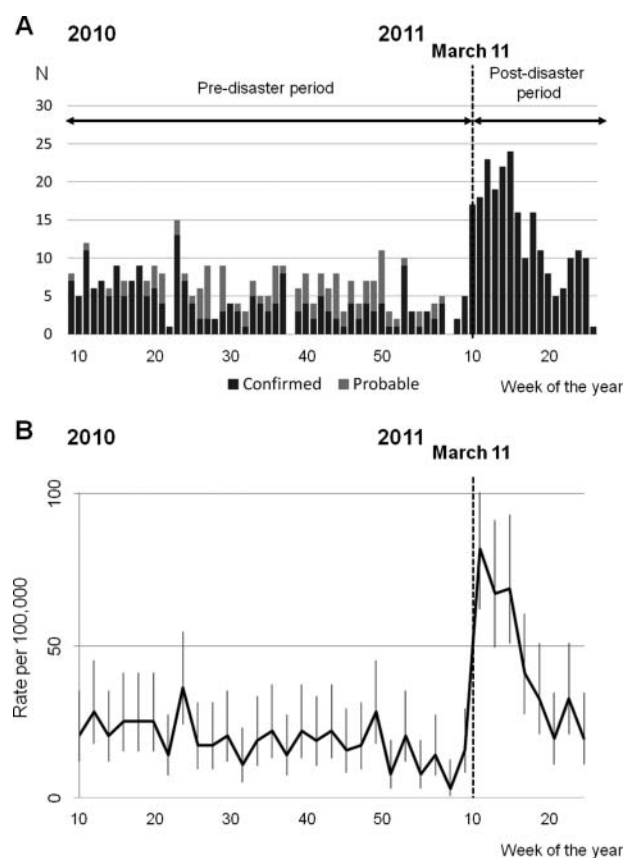 A 2010 2011
March 11
N
Pre-disaster period
Post-disaster
period
30
25
20
15
10
5
0
10 20 30 40 50 10 20
Confirmed Probable Week of the year
B 2010 2011
March 11
100
Rate per 100,000
50
0
10 20 30 40 50 10 20
Week of the year